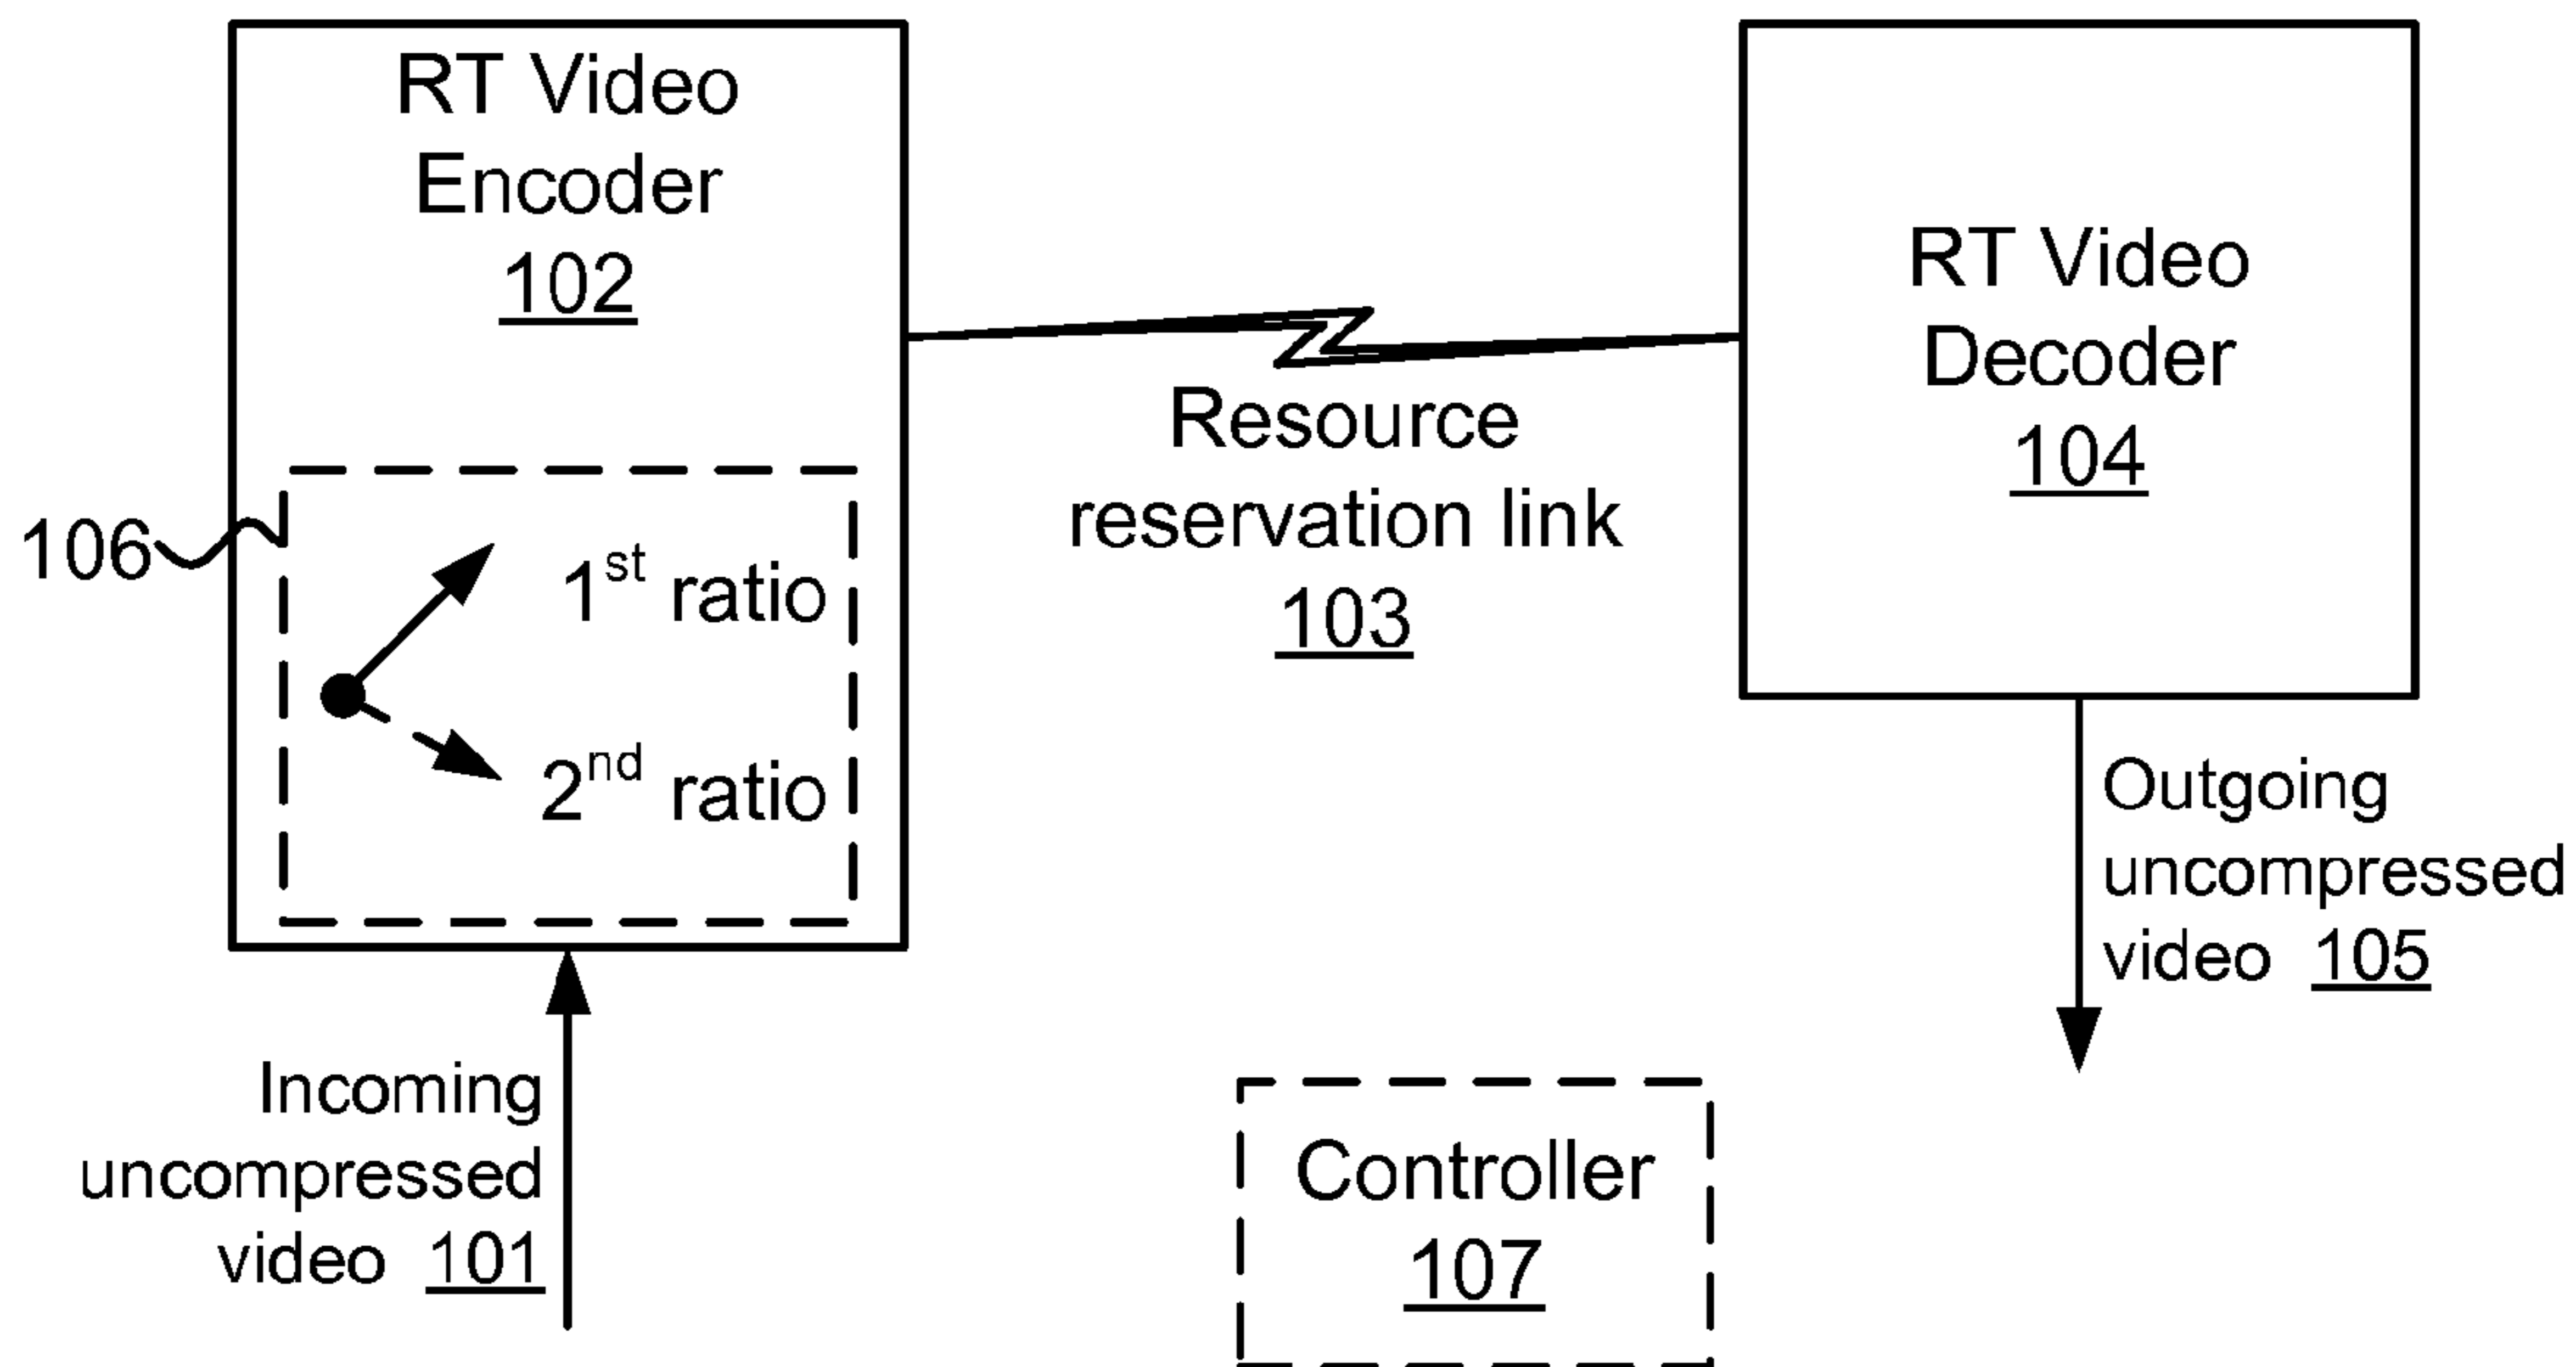 RT Video
Encoder
102
106
1st ratio
2nd ratio
Incoming
uncompressed
video 101
Resource
reservation link
103
RT Video
Decoder
104
Outgoing
uncompressed
video 105
Controller
107